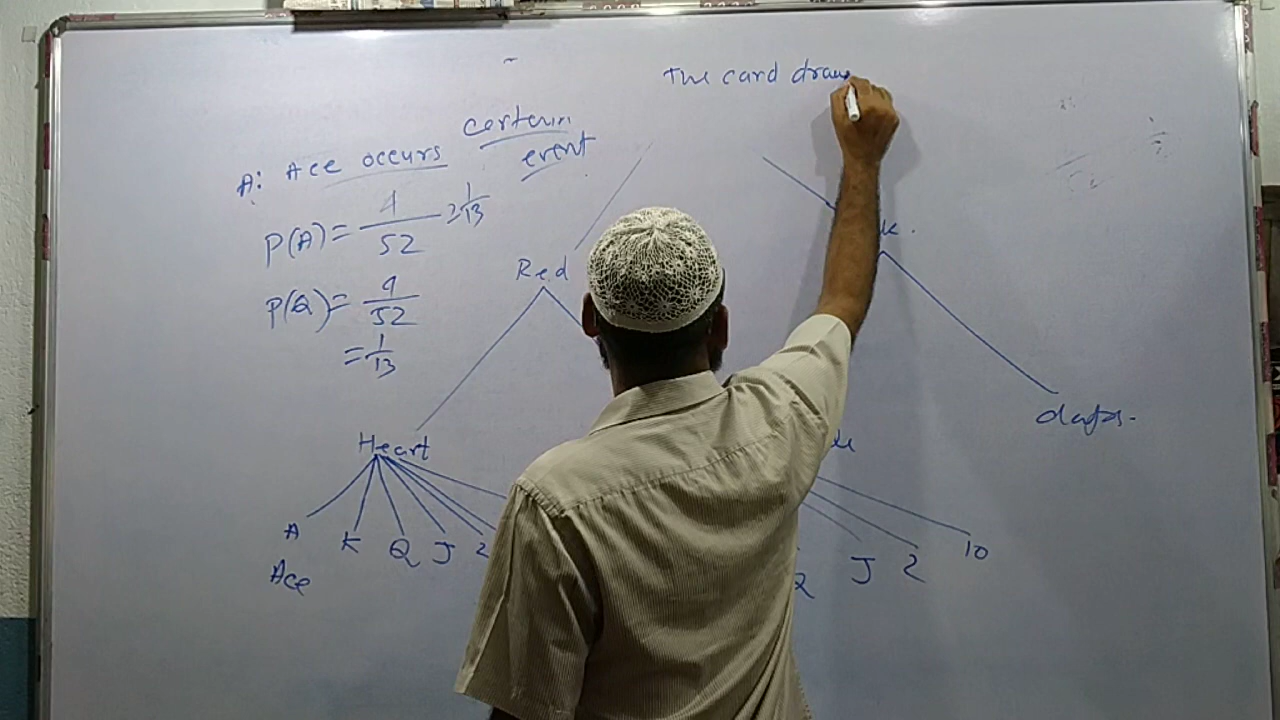 The card draw
certain
event
A: Ace occurs
P(A) = 4/52 = 1/13
P(Q) = 4/52
= 1/13
Red
k.
Heart
A K Q J 2
Ace
J 2 10